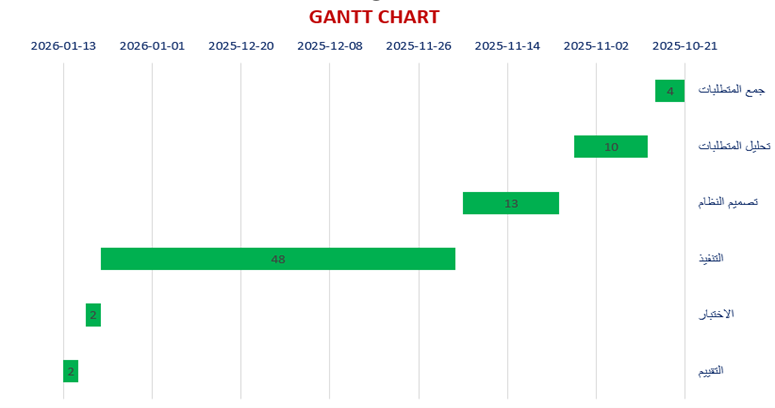 GANTT CHART
2026-01-13 2026-01-01 2025-12-20 2025-12-08 2025-11-26 2025-11-14 2025-11-02 2025-10-21
جمع المتطلبات 4
تحليل المتطلبات 10
تصميم النظام 13
التنفيذ 48
الاختبار 2
التقييم 2